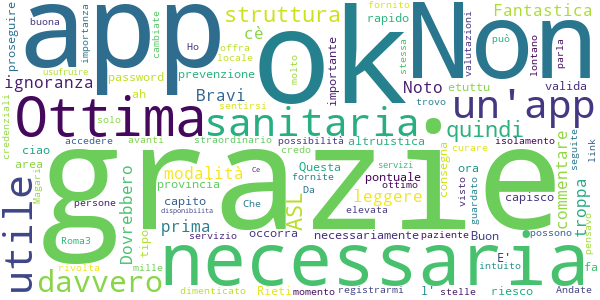 app
ok
Non
grazie
necessaria
Ottima
sanitaria
un'app
utile
davvero
struttura
cè
quindi
ignoranza
Bravi
Noto
Fantastica
proseguire
buona
importanza
cambiate
Ho
offra
locale
rapido
fornito
stessa
importante
può
valutazioni
lontano
parla
usufruire
password
prevenzione
ah
sentirsi
molto
trovo
etutto
valida
credenziali
ciao
solo
accedere
avanti
straordinario
possibilità
altruistica
isolamento
link
seguite
area
Magari
persone
modalità
provincia
capito
tipo
Dovrebbero
prima
ASL
Che
credo
Questa
fornite
Da
pontuale
ottimo
leggere
elevata
servizi
Ce
consegna
curare
ora
visto
guardato
capisco
commentare
troppa
pensavo
Roma3
disponibilità
servizio
occorra
necessariamente
paziente
Buon
E'
possono
intuito
fa
rivolta
mille
dimenticato
Rieti
momento
registrarmi
l'
stelle
riesco
Andate